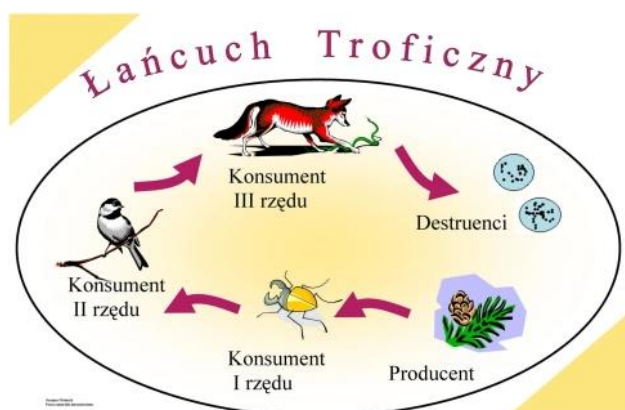 Łańcuch Troficzny
Konsument
III rzędu
Destruenci
Konsument
II rzędu
Konsument
I rzędu
Producent